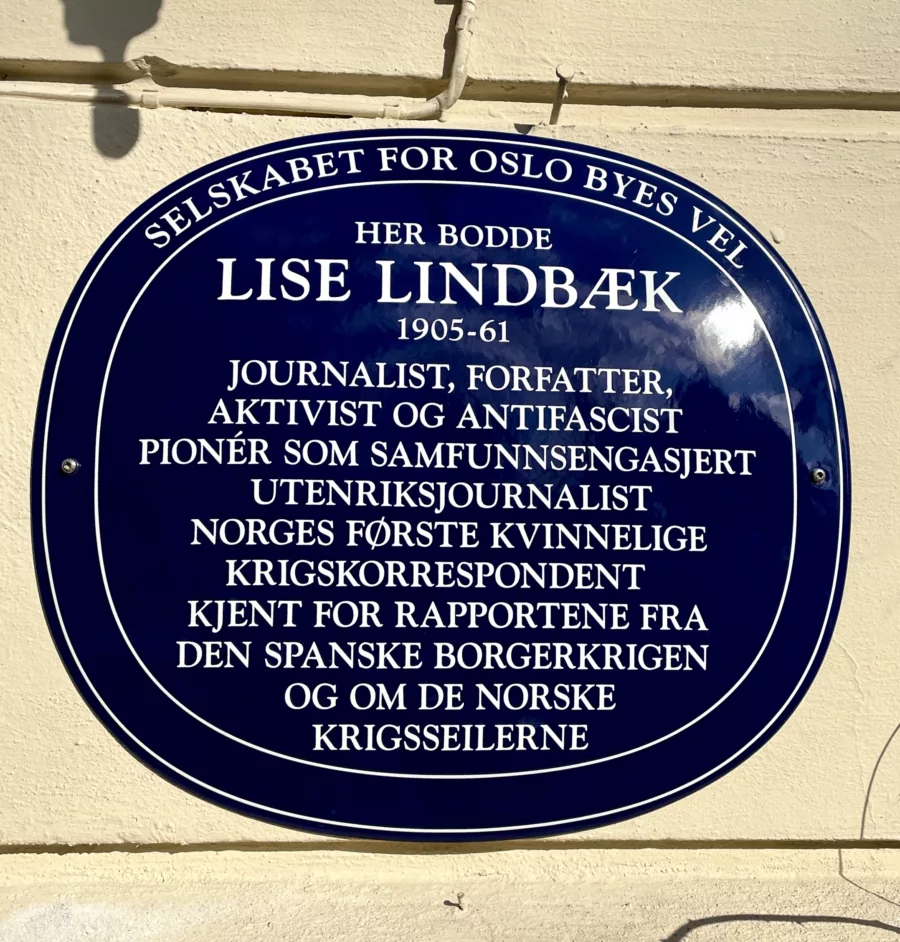 SELSKABET FOR OSLO BYES VEL
HER BODDE
LISE LINDBÆK
1905-61
JOURNALIST, FORFATTER,
AKTIVIST OG ANTIFASCIST
PIONÉR SOM SAMFUNNSENGASJERT
UTENRIKSJOURNALIST
NORGES FØRSTE KVINNELIGE
KRIGSKORRESPONDENT
KJENT FOR RAPPORTENE FRA
DEN SPANSKE BORGERKRIGEN
OG OM DE NORSKE
KRIGSSEILERNE